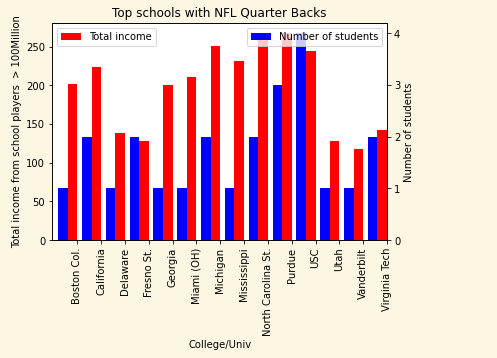 Top schools with NFL Quarter Backs
Total income
Number of students
Total income from school players > 100Million
250
200
150
100
50
0
4
3
2
1
0
Number of students
Boston Col.
California
Delaware
Fresno St.
Georgia
Miami (OH)
Michigan
Mississippi
North Carolina St.
Purdue
USC
Utah
Vanderbilt
Virginia Tech
College/Univ